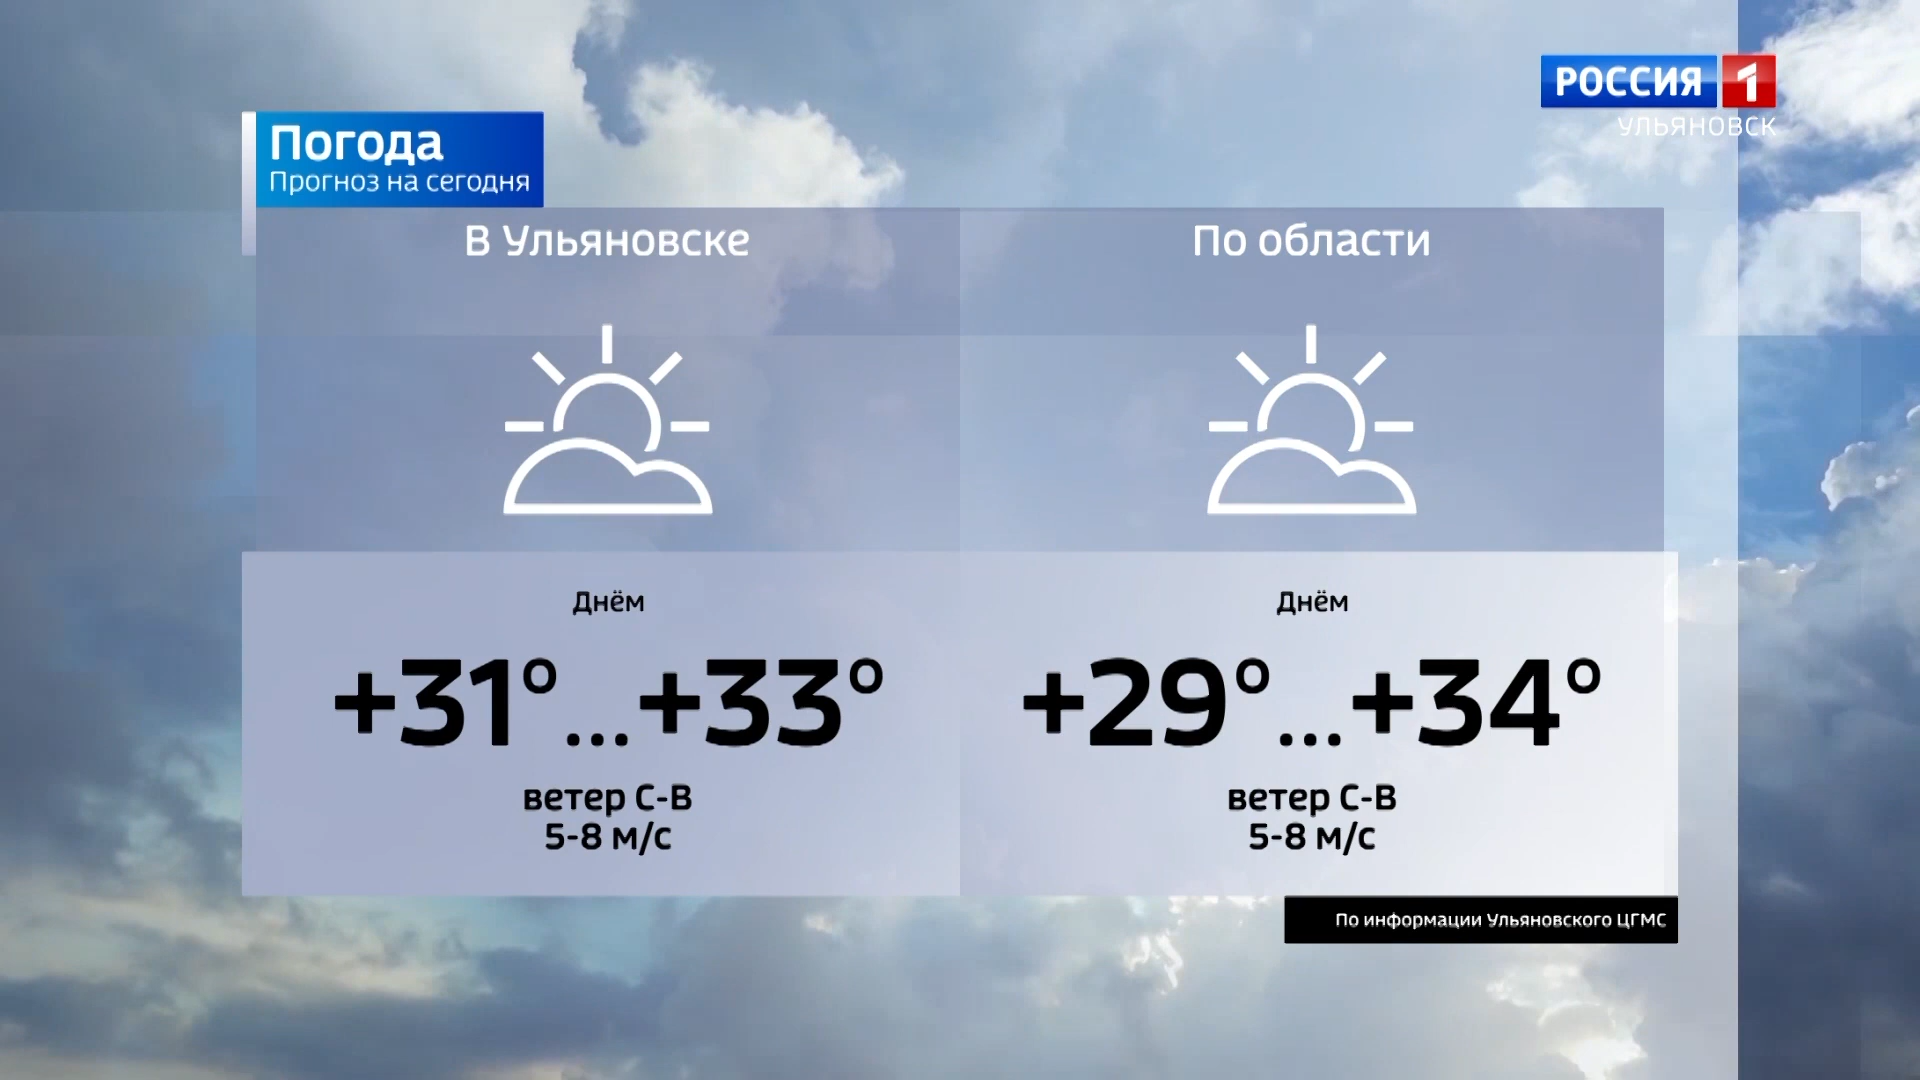 РОССИЯ 1
УЛЬЯНОВСК
Погода
Прогноз на сегодня
В Ульяновске
Днём
+31°...+33°
ветер С-В
5-8 м/с
По области
Днём
+29°...+34°
ветер С-В
5-8 м/с
По информации Ульяновского ЦГМС